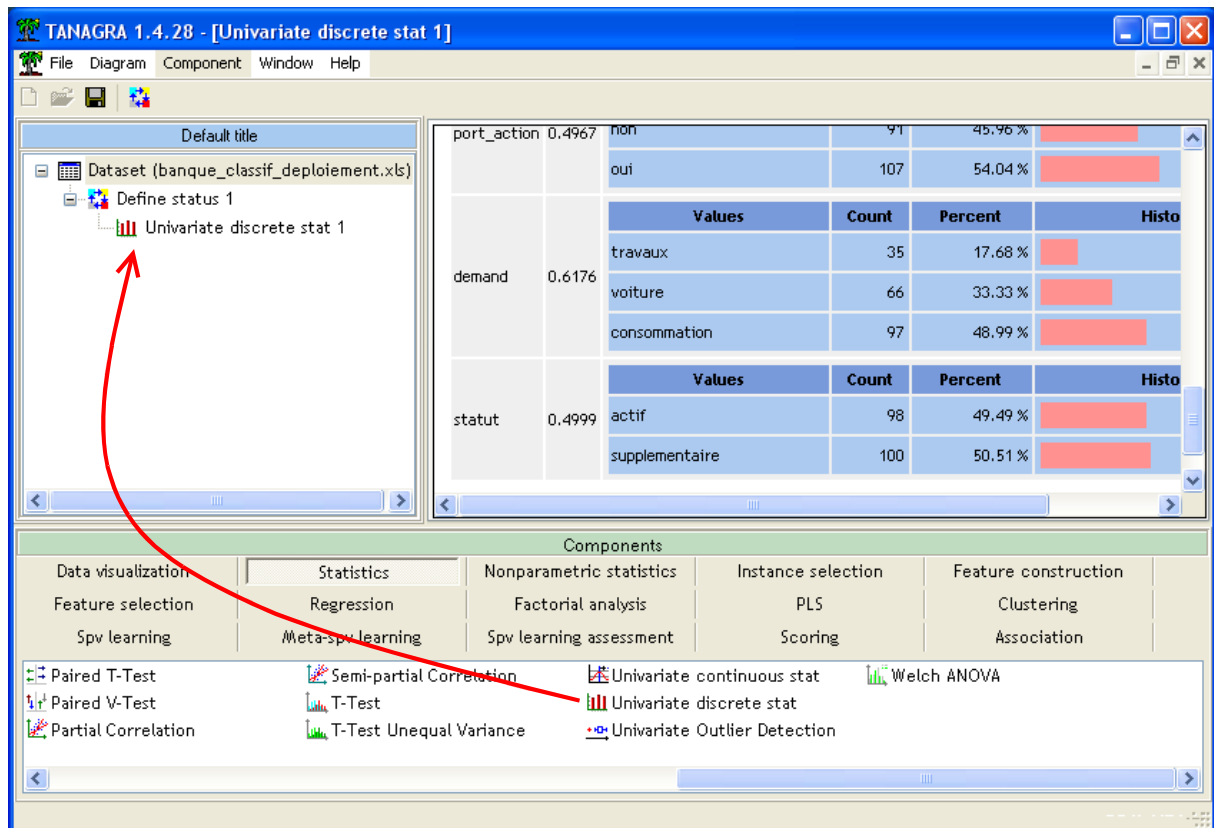 TANAGRA 1.4.28 - [Univariate discrete stat 1]
File Diagram Component Window Help
Default title
Dataset (banque_classif_deploiement.xls)
Define status 1
Univariate discrete stat 1
port_action 0.4967 non 91 45.96 %
oui 107 54.04 %
Values Count Percent Histo
travaux 35 17.68 %
demand 0.6176
voiture 66 33.33 %
consommation 97 48.99 %
Values Count Percent Histo
statut 0.4999 actif 98 49.49 %
supplementaire 100 50.51 %
Components
Data visualization Statistics Nonparametric statistics Instance selection Feature construction
Feature selection Regression Factorial analysis PLS Clustering
Spv learning Meta-spv learning Spv learning assessment Scoring Association
Paired T-Test Semi-partial Correlation Univariate continuous stat Welch ANOVA
Paired V-Test T-Test Univariate discrete stat
Partial Correlation T-Test Unequal Variance Univariate Outlier Detection